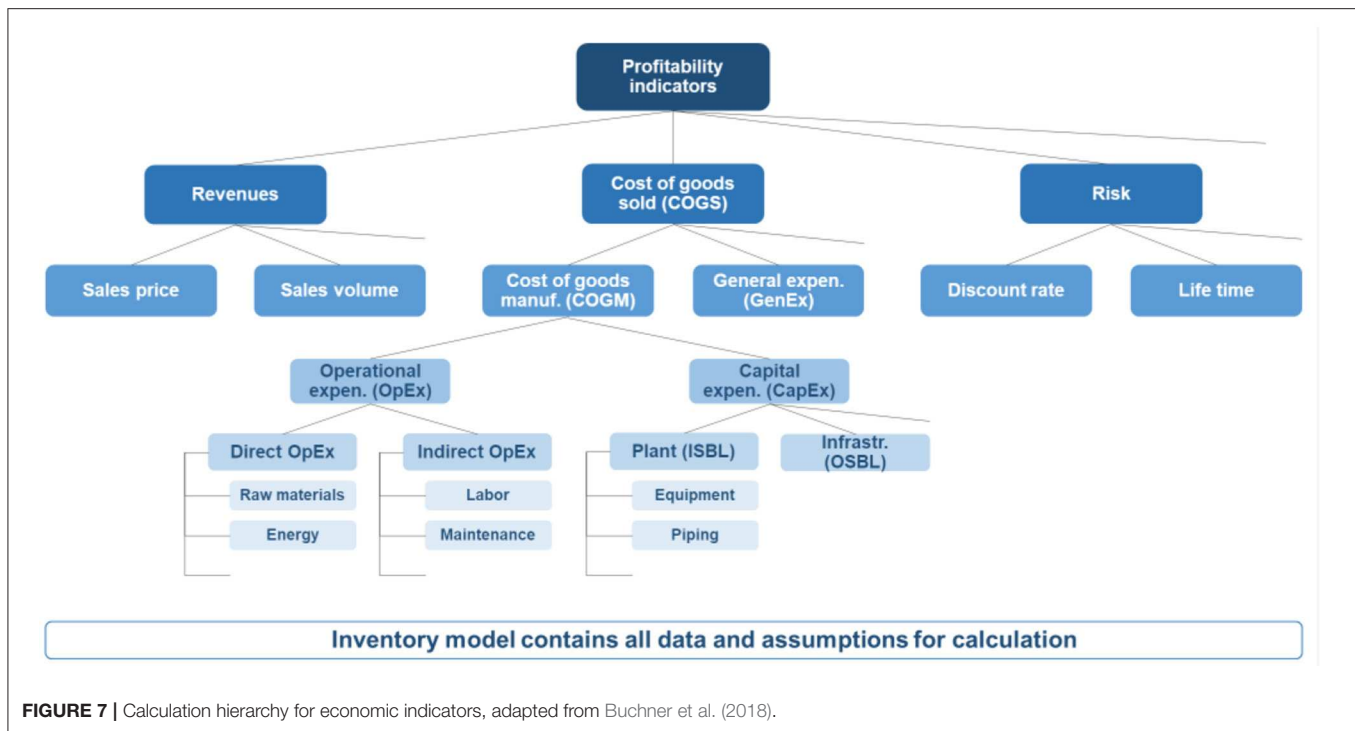 Profitability
indicators
Revenues
Cost of goods
sold (COGS)
Risk
Sales price
Sales volume
Cost of goods
manuf. (COGM)
General expen.
(GenEx)
Discount rate
Life time
Operational
expen. (OpEx)
Capital
expen. (CapEx)
Direct OpEx
Indirect OpEx
Plant (ISBL)
Infrastr.
(OSBL)
Raw materials
Labor
Equipment
Energy
Maintenance
Piping
Inventory model contains all data and assumptions for calculation
FIGURE 7 | Calculation hierarchy for economic indicators, adapted from Buchner et al. (2018).